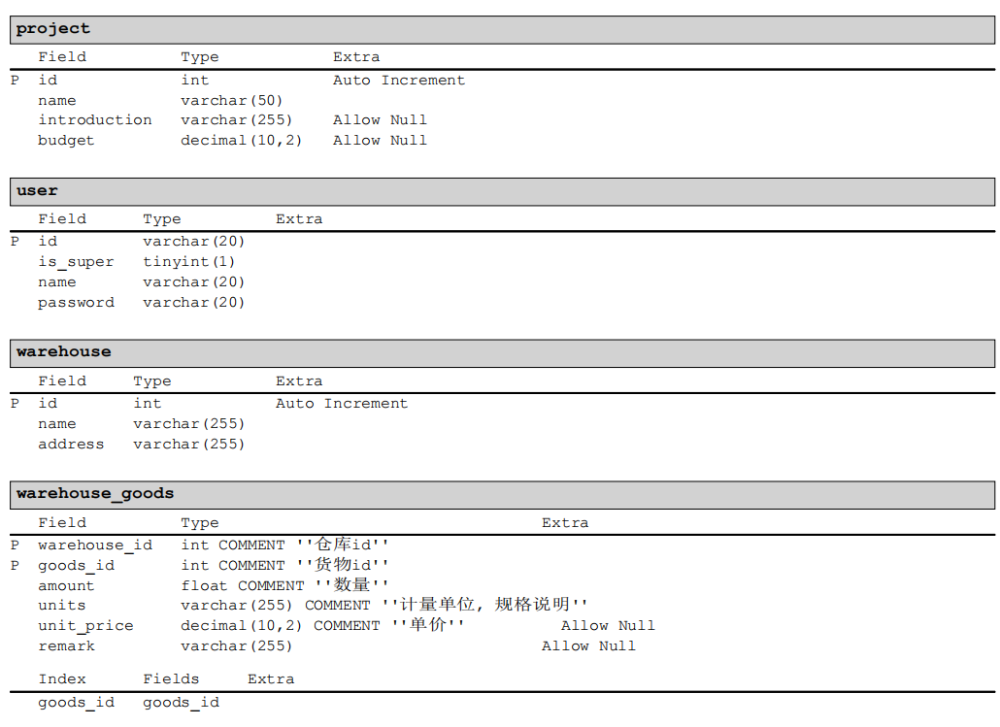 project
Field Type Extra
P id int Auto Increment
name varchar(50)
introduction varchar(255) Allow Null
budget decimal(10,2) Allow Null
user
Field Type Extra
P id varchar(20)
is_super tinyint(1)
name varchar(20)
password varchar(20)
warehouse
Field Type Extra
P id int Auto Increment
name varchar(255)
address varchar(255)
warehouse_goods
Field Type Extra
P warehouse_id int COMMENT ''仓库id''
P goods_id int COMMENT ''货物id''
amount float COMMENT ''数量''
units varchar(255) COMMENT ''计量单位, 规格说明''
unit_price decimal(10,2) COMMENT ''单价'' Allow Null
remark varchar(255) Allow Null
Index Fields Extra
goods_id goods_id